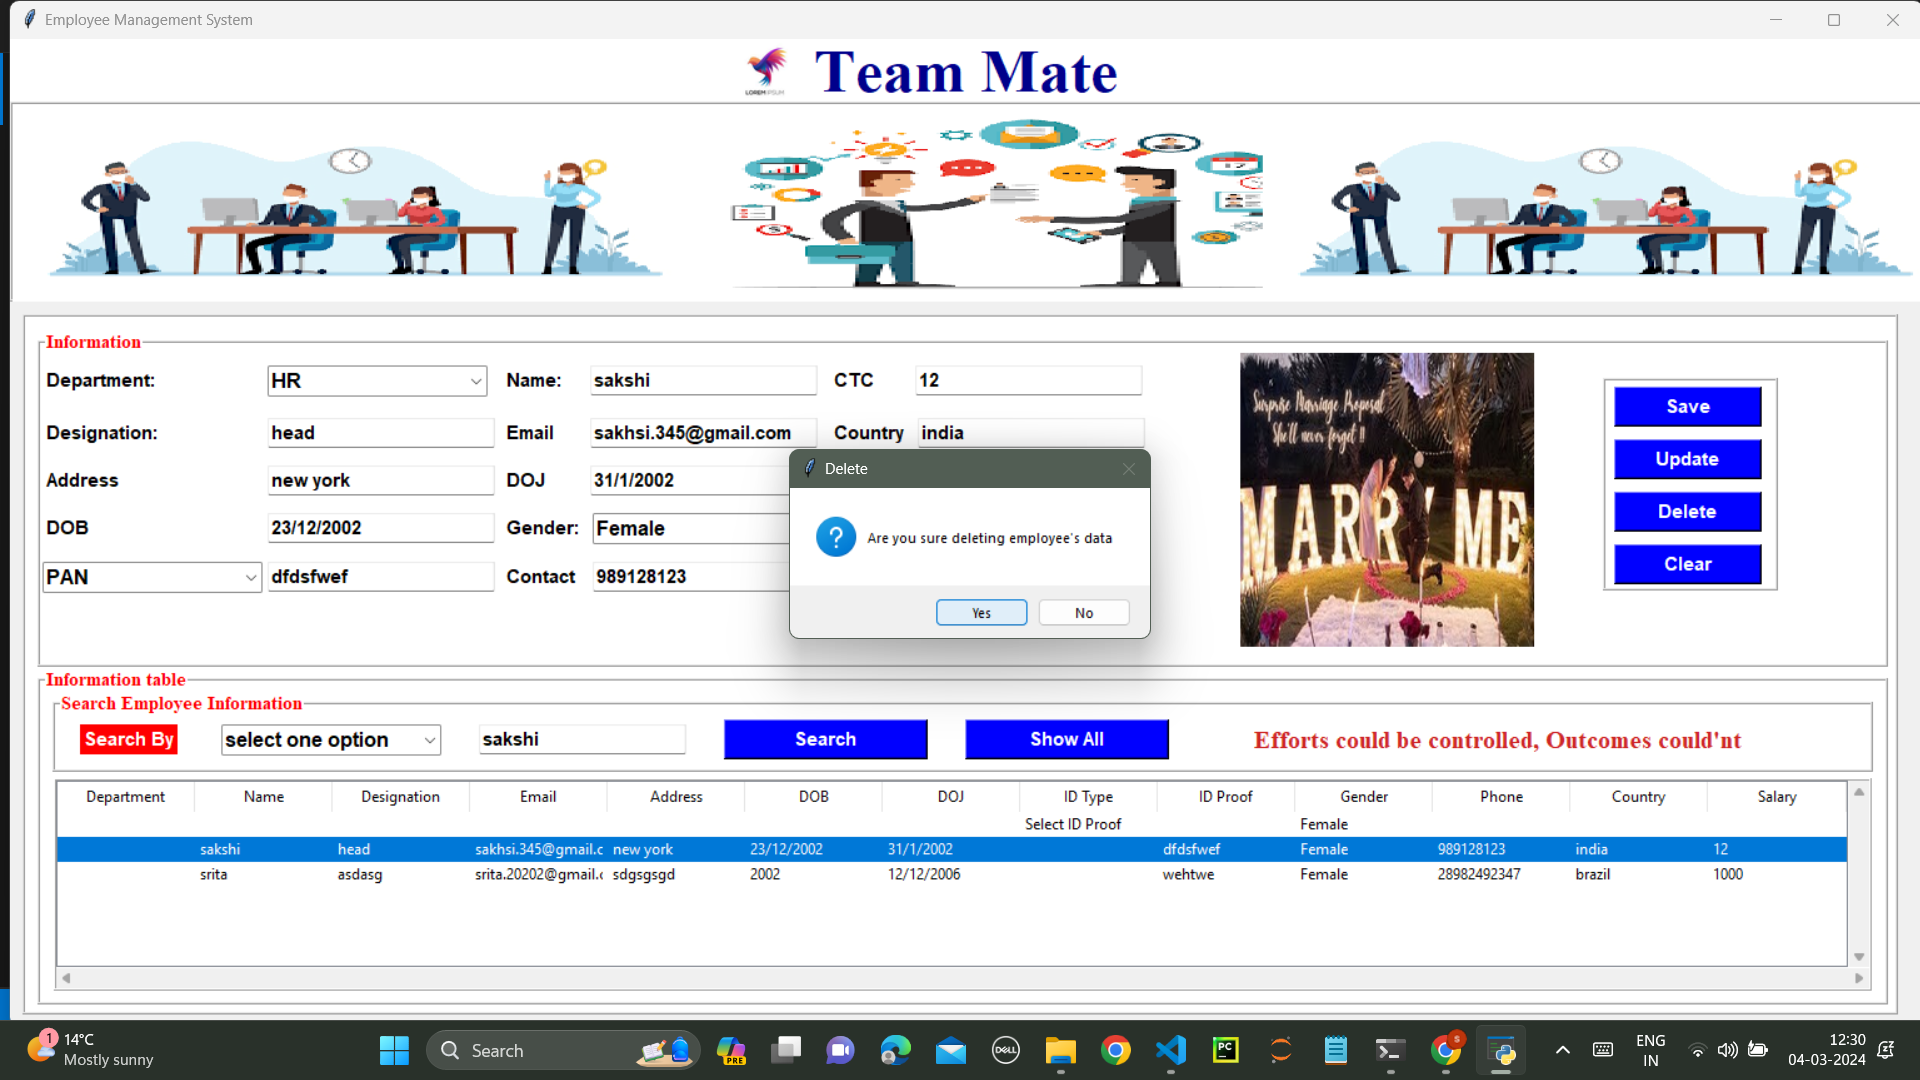 Employee Management System
LOREM IPSUM
Team Mate
Information
Department: HR Name: sakshi CTC 12
Designation: head Email sakhsi.345@gmail.com Country india
Address new york DOJ 31/1/2002
DOB 23/12/2002 Gender: Female
PAN dfdsfwef Contact 989128123
Surprise Marriage Proposal
She'll never forget !!
MARRY ME
Save
Update
Delete
Clear
Delete
?
Are you sure deleting employee's data
Yes No
Information table
Search Employee Information
Search By select one option sakshi Search Show All Efforts could be controlled, Outcomes could'nt
Department Name Designation Email Address DOB DOJ ID Type ID Proof Gender Phone Country Salary
Select ID Proof Female
sakshi head sakhsi.345@gmail.c new york 23/12/2002 31/1/2002 dfdsfwef Female 989128123 india 12
srita asdasg srita.20202@gmail.c sdgsgsgd 2002 12/12/2006 wehtwe Female 28982492347 brazil 1000
1
14°C
Mostly sunny
Search
PRE
DELL
PC
S
ENG
IN
12:30
04-03-2024